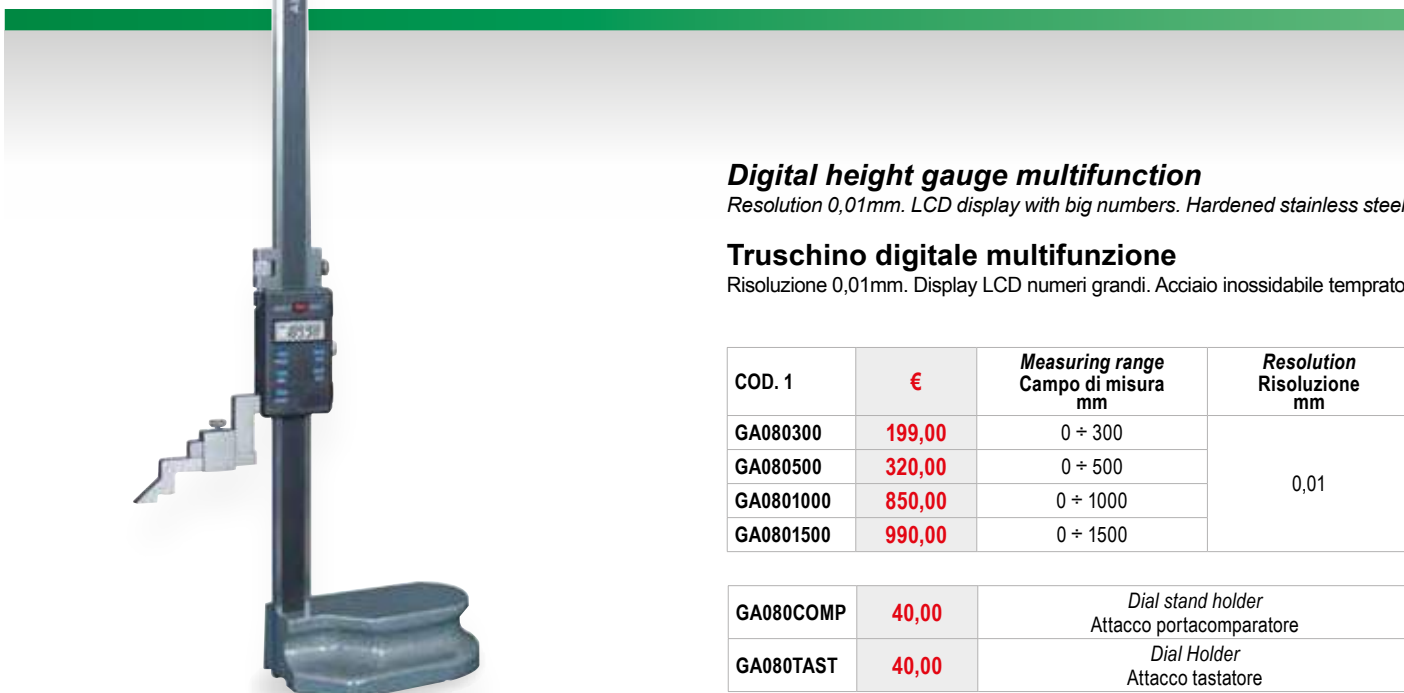 Digital height gauge multifunction
Resolution 0,01mm. LCD display with big numbers. Hardened stainless steel
Truschino digitale multifunzione
Risoluzione 0,01mm. Display LCD numeri grandi. Acciaio inossidabile temprato
COD. 1 € Measuring range Resolution
Campo di misura Risoluzione
mm mm
GA080300 199,00 0 ÷ 300
GA080500 320,00 0 ÷ 500
0,01
GA0801000 850,00 0 ÷ 1000
GA0801500 990,00 0 ÷ 1500
GA080COMP 40,00 Dial stand holder
Attacco portacomparatore
GA080TAST 40,00 Dial Holder
Attacco tastatore